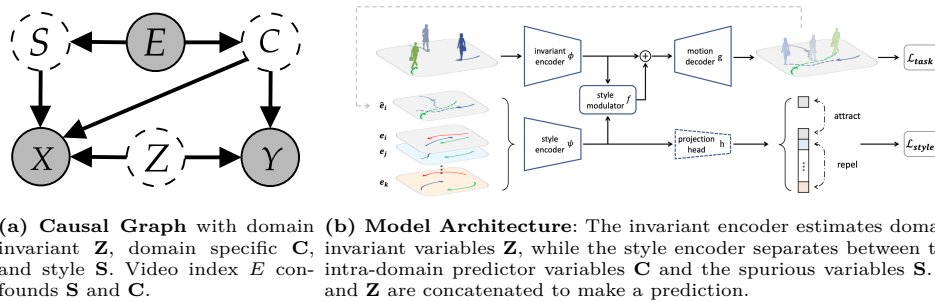 S
E
C
X
Z
Y
invariant
encoder ϕ
motion
decoder g
style
modulator f
style
encoder ψ
projection
head h
attract
repel
ẽᵢ
eᵢ
eⱼ
eₖ
ℒtask
ℒstyle
(a) Causal Graph with domain
invariant Z, domain specific C,
and style S. Video index E con-
founds S and C.
(b) Model Architecture: The invariant encoder estimates
invariant variables Z, while the style encoder separates between
intra-domain predictor variables C and the spurious variables S.
and Z are concatenated to make a prediction.